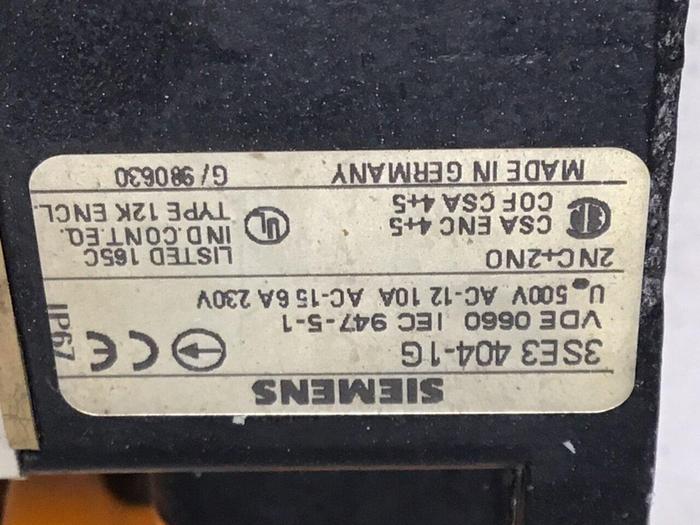 SIEMENS
3SE3 404-1G
VDE 0660 IEC 947-5-1
Ue 500V AC-12 10A AC-15 6A 230V
IP67
2NC+2NO
LISTED 165C
CSA ENC 4+5
IND.CONT.EQ.
COF CSA 4+5
TYPE 12K ENCL.
UL
MADE IN GERMANY
G/980630